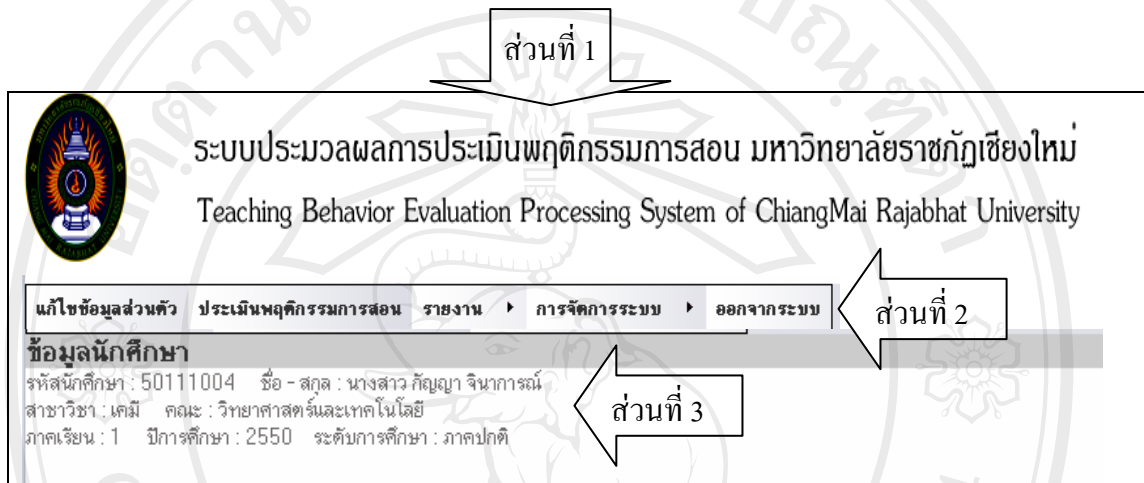 ส่วนที่ 1
ระบบประมวลผลการประเมินพฤติกรรมการสอน มหาวิทยาลัยราชภัฏเชียงใหม่
Teaching Behavior Evaluation Processing System of ChiangMai Rajabhat University
แก้ไขข้อมูลส่วนตัว ประเมินพฤติกรรมการสอน รายงาน การจัดการระบบ ออกจากระบบ
ส่วนที่ 2
ข้อมูลนักศึกษา
รหัสนักศึกษา : 50111004 ชื่อ - สกุล : นางสาว กัญญา จินาการณ์
สาขาวิชา : เคมี คณะ : วิทยาศาสตร์และเทคโนโลยี
ภาคเรียน : 1 ปีการศึกษา : 2550 ระดับการศึกษา : ภาคปกติ
ส่วนที่ 3